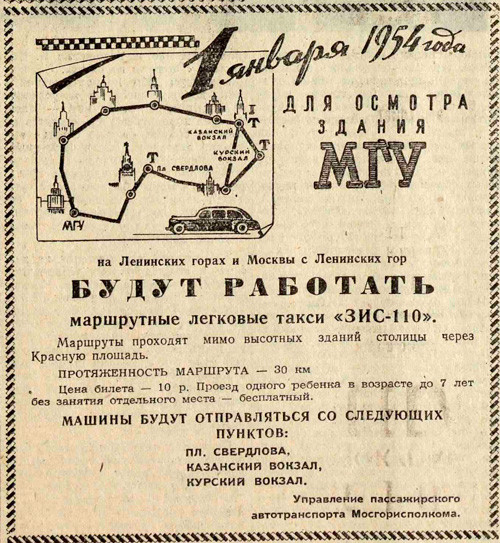 1 января 1954 года
ДЛЯ ОСМОТРА
ЗДАНИЯ
МГУ
КАЗАНСКИЙ
ВОКЗАЛ
Т
Т
КУРСКИЙ
ВОКЗАЛ
Т
ПЛ. СВЕРДЛОВА
МГУ
на Ленинских горах и Москвы с Ленинских гор
БУДУТ РАБОТАТЬ
маршрутные легковые такси «ЗИС-110».
Маршруты проходят мимо высотных зданий столицы через
Красную площадь.
ПРОТЯЖЕННОСТЬ МАРШРУТА — 30 км
Цена билета — 10 р. Проезд одного ребенка в возрасте до 7 лет
без занятия отдельного места — бесплатный.
МАШИНЫ БУДУТ ОТПРАВЛЯТЬСЯ СО СЛЕДУЮЩИХ
ПУНКТОВ:
ПЛ. СВЕРДЛОВА,
КАЗАНСКИЙ ВОКЗАЛ,
КУРСКИЙ ВОКЗАЛ.
Управление пассажирского
автотранспорта Мосгорисполкома.